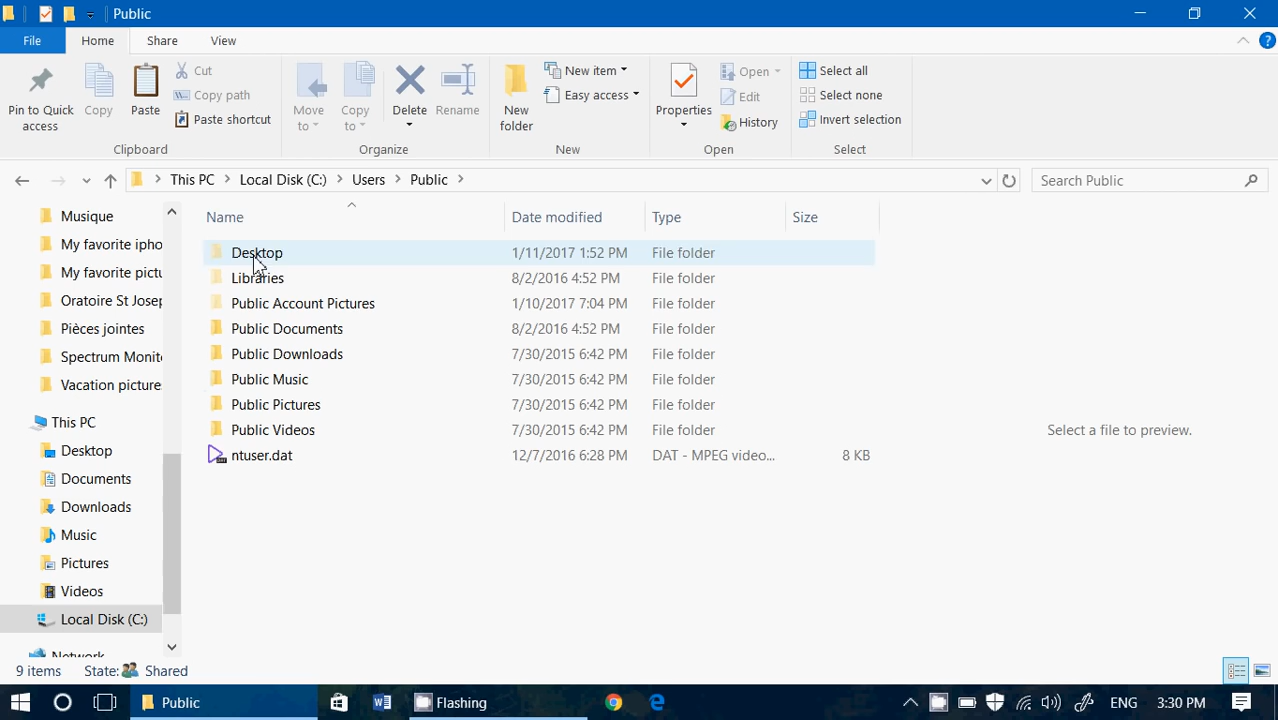 Public
File Home Share View
Pin to Quick access
Copy
Paste
Cut
Copy path
Paste shortcut
Clipboard
Move to
Copy to
Delete
Rename
Organize
New folder
New item
Easy access
New
Properties
Open
Edit
History
Open
Select all
Select none
Invert selection
Select
This PC Local Disk (C:) Users Public
Search Public
Musique
My favorite ipho
My favorite pictu
Oratoire St Josep
Pièces jointes
Spectrum Monit
Vacation picture
This PC
Desktop
Documents
Downloads
Music
Pictures
Videos
Local Disk (C:)
Network
Name Date modified Type Size
Desktop 1/11/2017 1:52 PM File folder
Libraries 8/2/2016 4:52 PM File folder
Public Account Pictures 1/10/2017 7:04 PM File folder
Public Documents 8/2/2016 4:52 PM File folder
Public Downloads 7/30/2015 6:42 PM File folder
Public Music 7/30/2015 6:42 PM File folder
Public Pictures 7/30/2015 6:42 PM File folder
Public Videos 7/30/2015 6:42 PM File folder
ntuser.dat 12/7/2016 6:28 PM DAT - MPEG video... 8 KB
Select a file to preview.
9 items State: Shared
Public Flashing ENG 3:30 PM